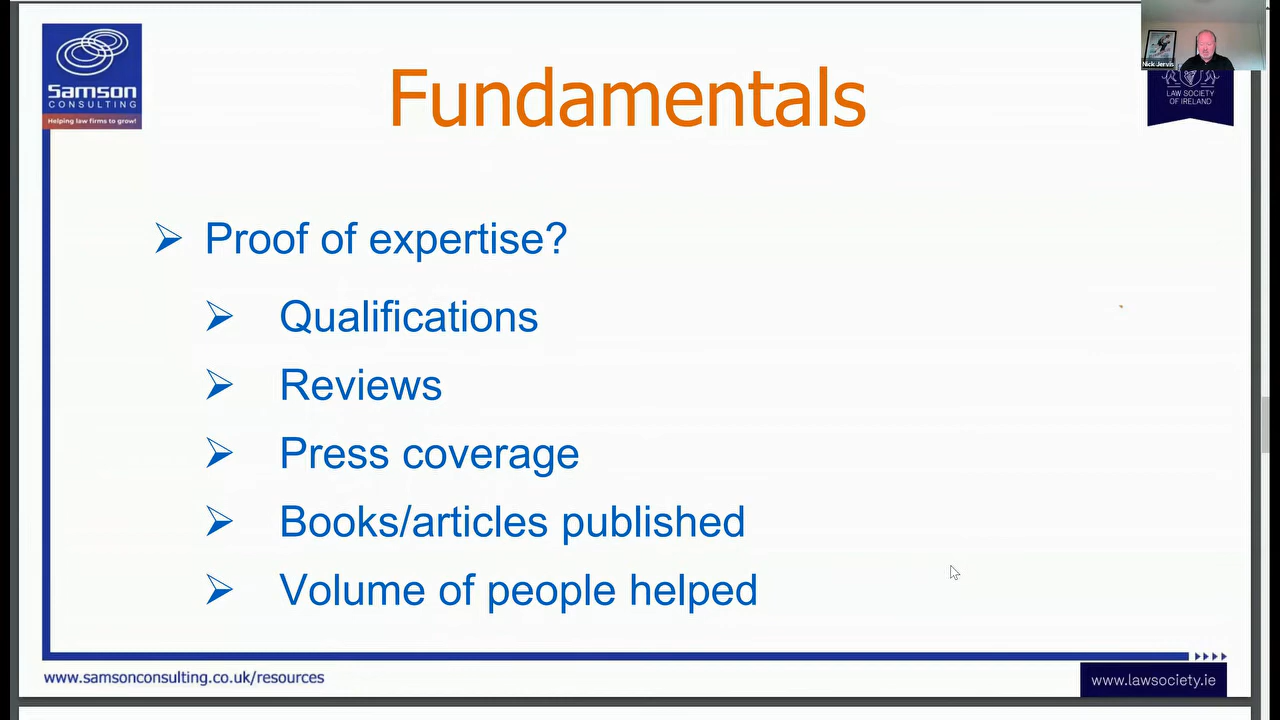 Samson
CONSULTING
Helping law firms to grow!
Fundamentals
Nick Jervis
LAW SOCIETY
OF IRELAND
Proof of expertise?
Qualifications
Reviews
Press coverage
Books/articles published
Volume of people helped
www.samsonconsulting.co.uk/resources
www.lawsociety.ie